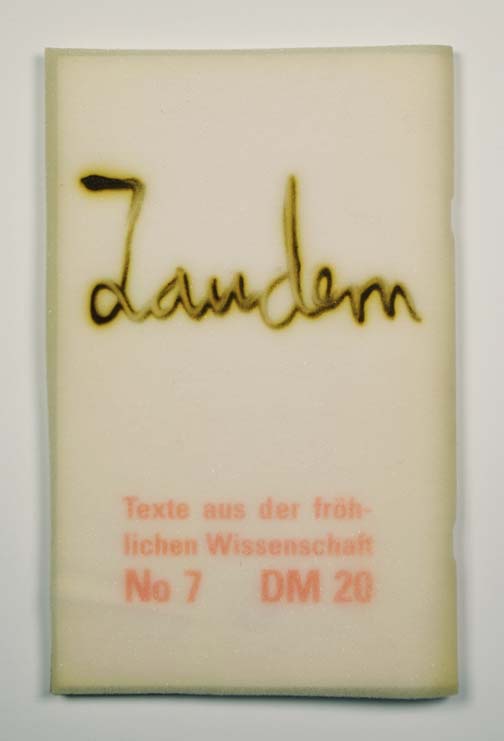 Zaudern
Texte aus der fröh-
lichen Wissenschaft
No 7 DM 20